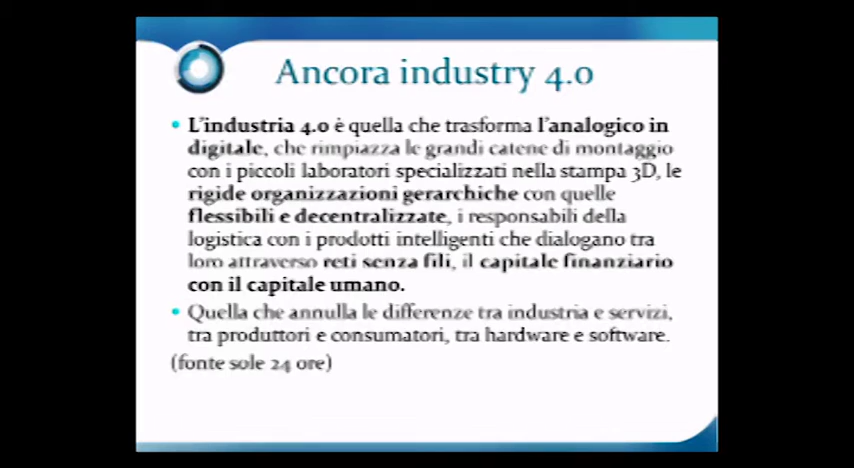 Ancora industry 4.0
• L'industria 4.0 è quella che trasforma l'analogico in
digitale, che rimpiazza le grandi catene di montaggio
con i piccoli laboratori specializzati nella stampa 3D, le
rigide organizzazioni gerarchiche con quelle
flessibili e decentralizzate, i responsabili della
logistica con i prodotti intelligenti che dialogano tra
loro attraverso reti senza fili, il capitale finanziario
con il capitale umano.
• Quella che annulla le differenze tra industria e servizi,
tra produttori e consumatori, tra hardware e software.
(fonte sole 24 ore)